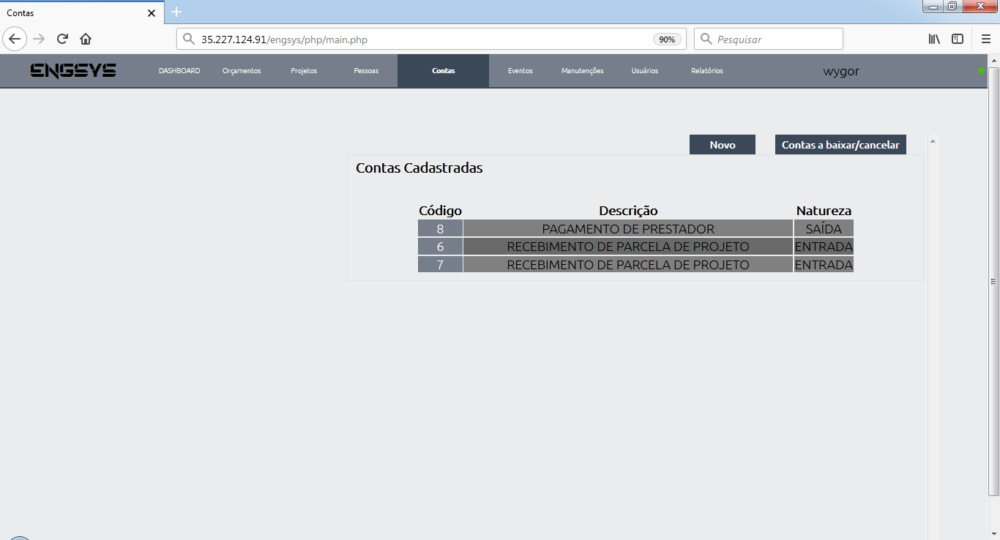 Contas
35.227.124.91/engsys/php/main.php 90% Pesquisar
ENGSYS DASHBOARD Orçamentos Projetos Pessoas Contas Eventos Manutenções Usuários Relatórios wygor
Novo Contas a baixar/cancelar
Contas Cadastradas
Código Descrição Natureza
8 PAGAMENTO DE PRESTADOR SAÍDA
6 RECEBIMENTO DE PARCELA DE PROJETO ENTRADA
7 RECEBIMENTO DE PARCELA DE PROJETO ENTRADA